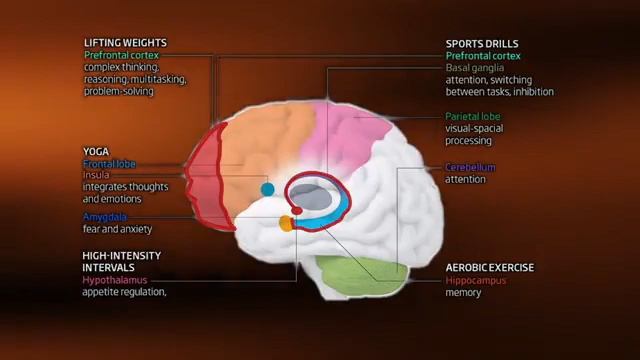 LIFTING WEIGHTS
Prefrontal cortex
complex thinking,
reasoning, multitasking,
problem-solving
YOGA
Frontal lobe
Insula
integrates thoughts
and emotions
Amygdala
fear and anxiety
HIGH-INTENSITY
INTERVALS
Hypothalamus
appetite regulation,
SPORTS DRILLS
Prefrontal cortex
Basal ganglia
attention, switching
between tasks, inhibition
Parietal lobe
visual-spacial
processing
Cerebellum
attention
AEROBIC EXERCISE
Hippocampus
memory